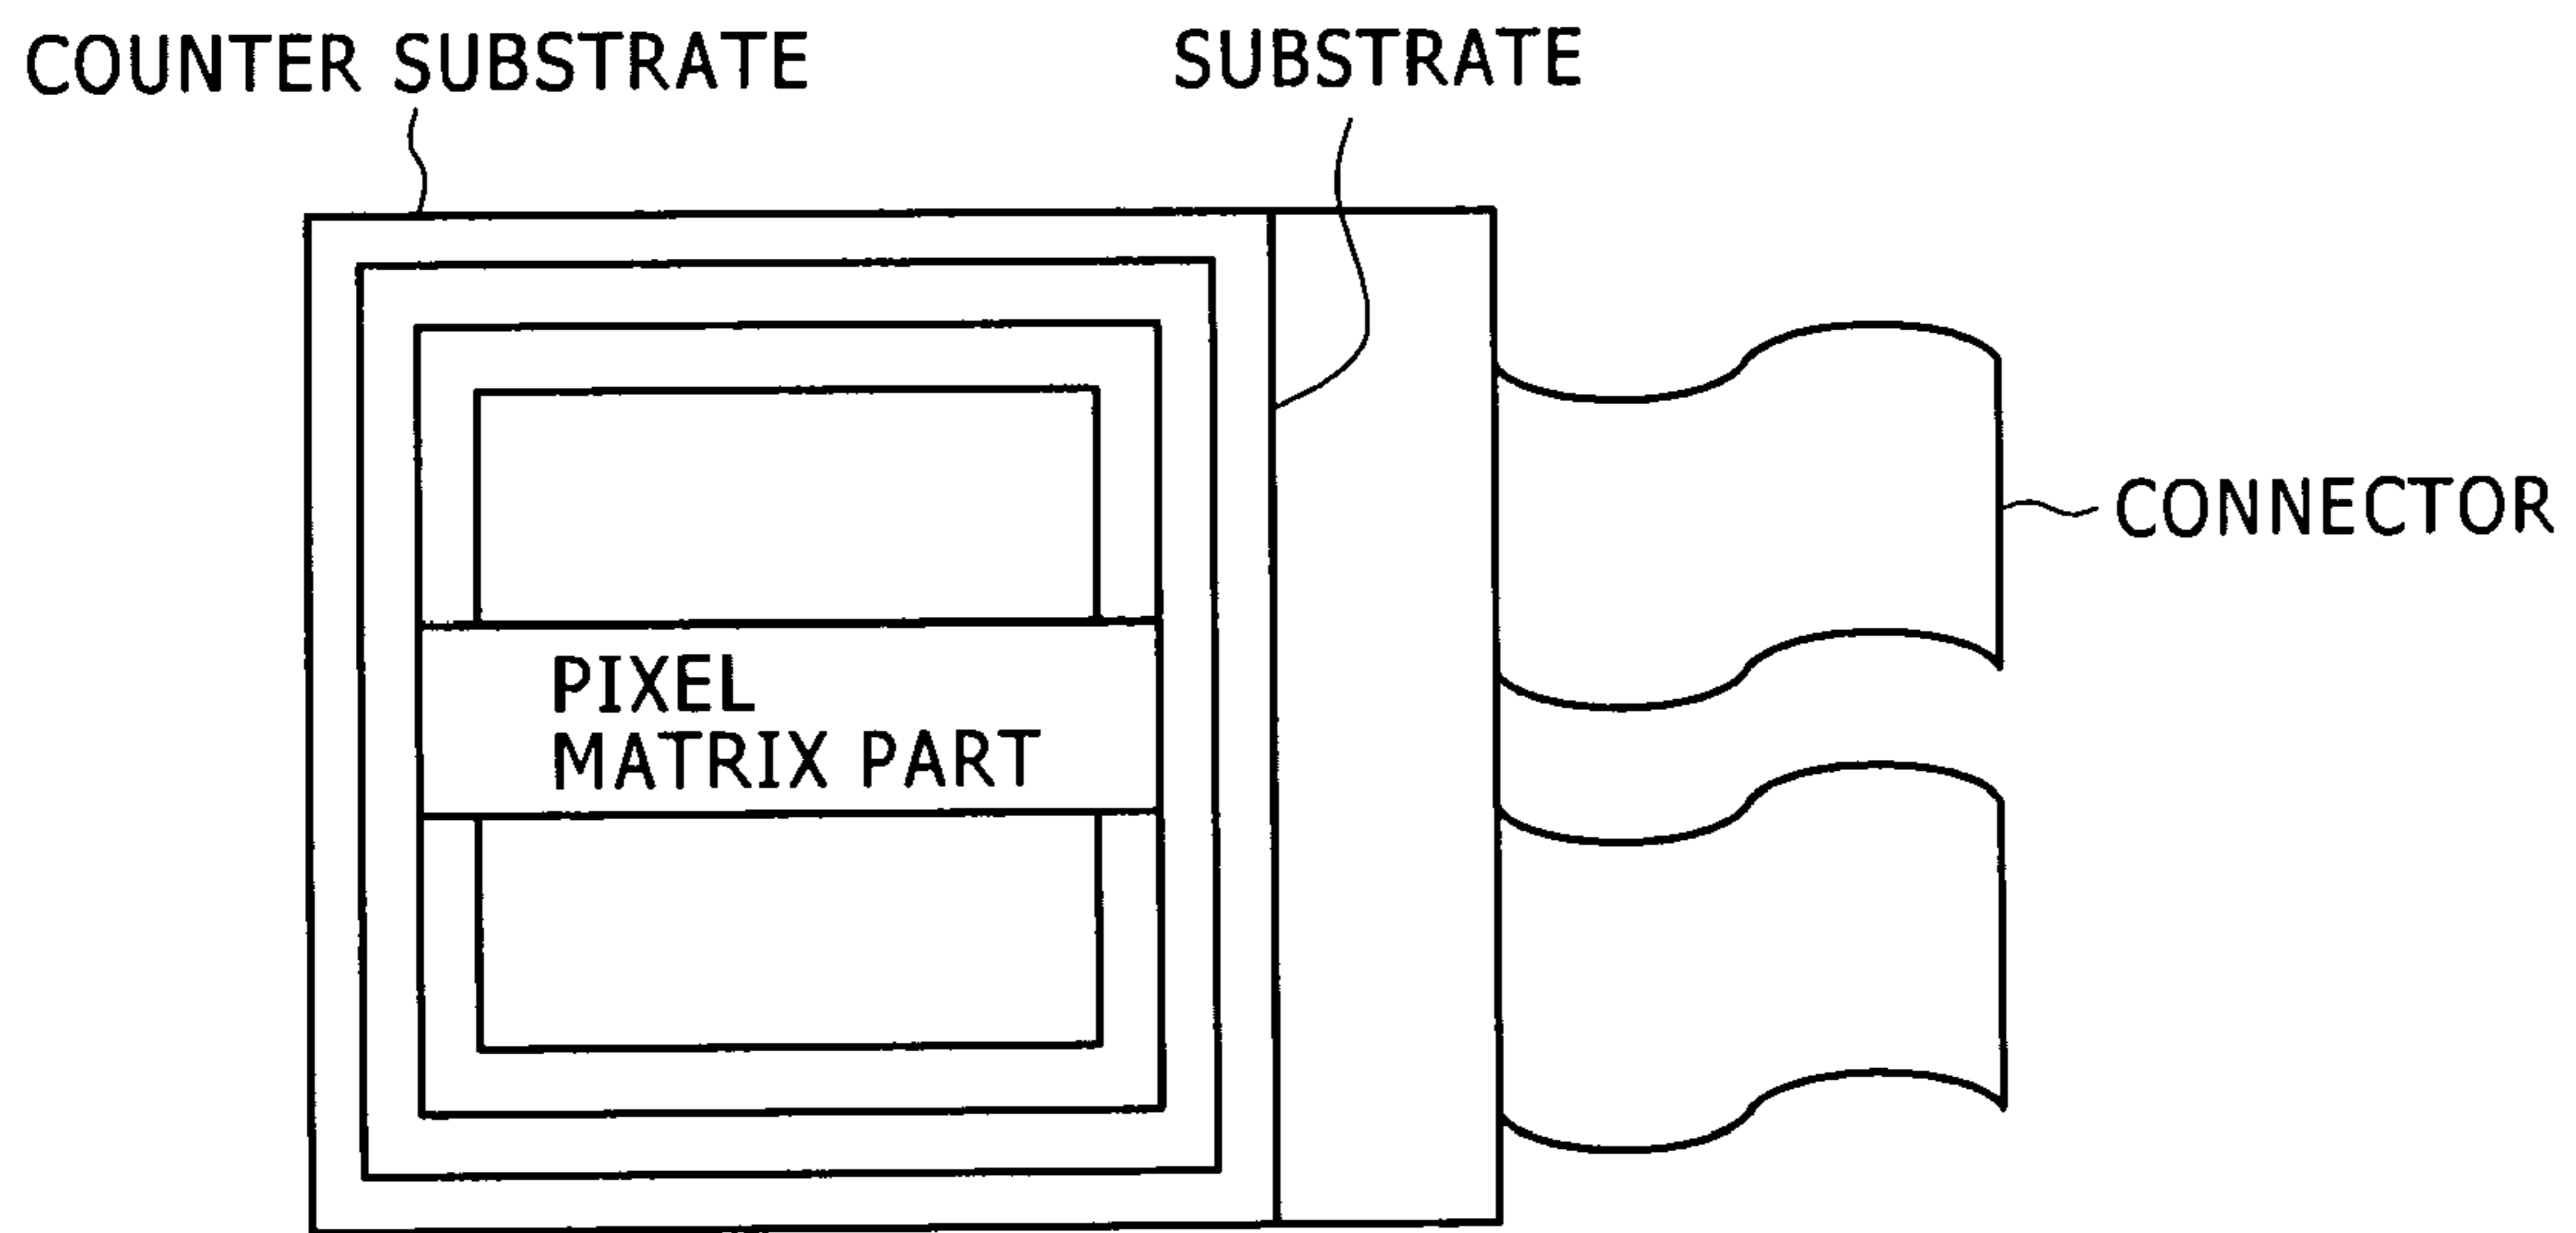 COUNTER SUBSTRATE
SUBSTRATE
CONNECTOR
PIXEL
MATRIX PART